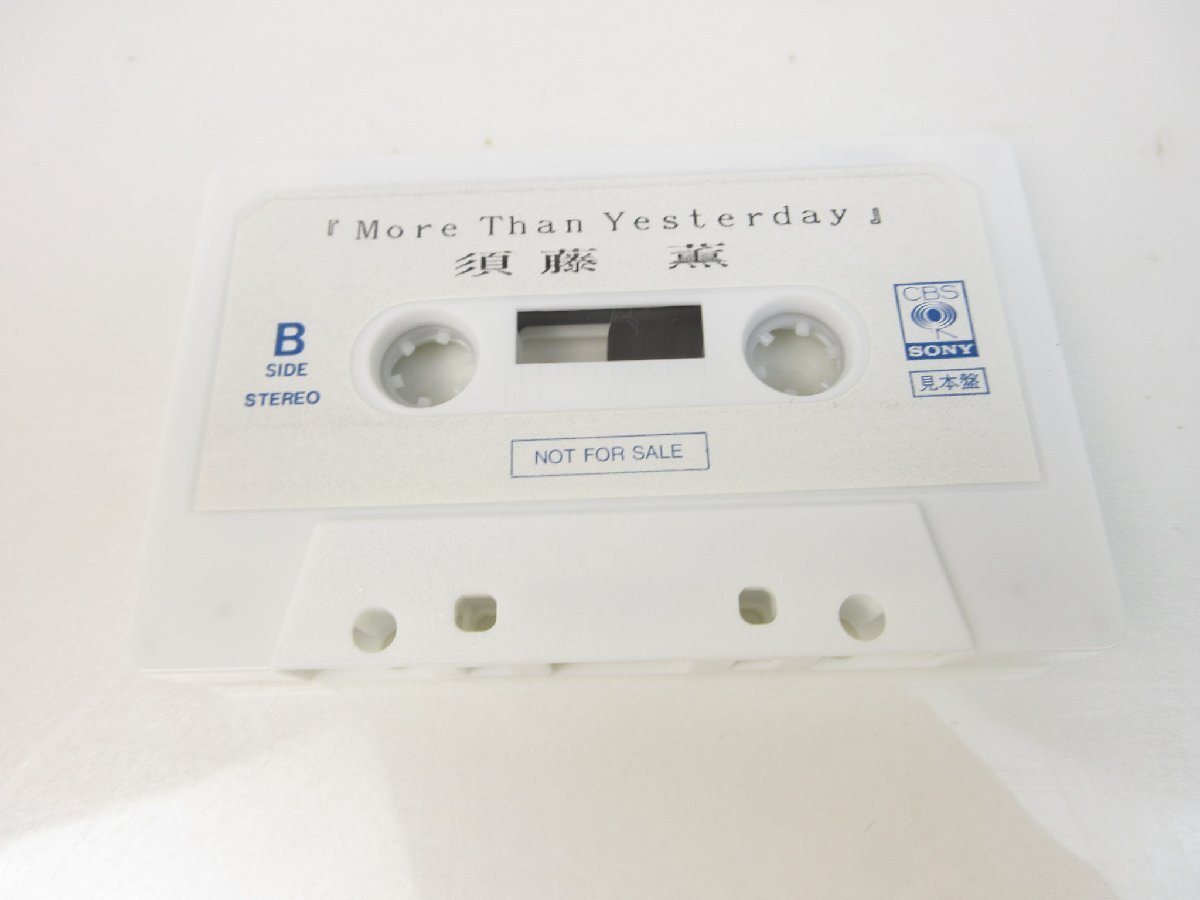 『More Than Yesterday』
須藤 薫
B
SIDE
STEREO
CBS
SONY
見本盤
NOT FOR SALE